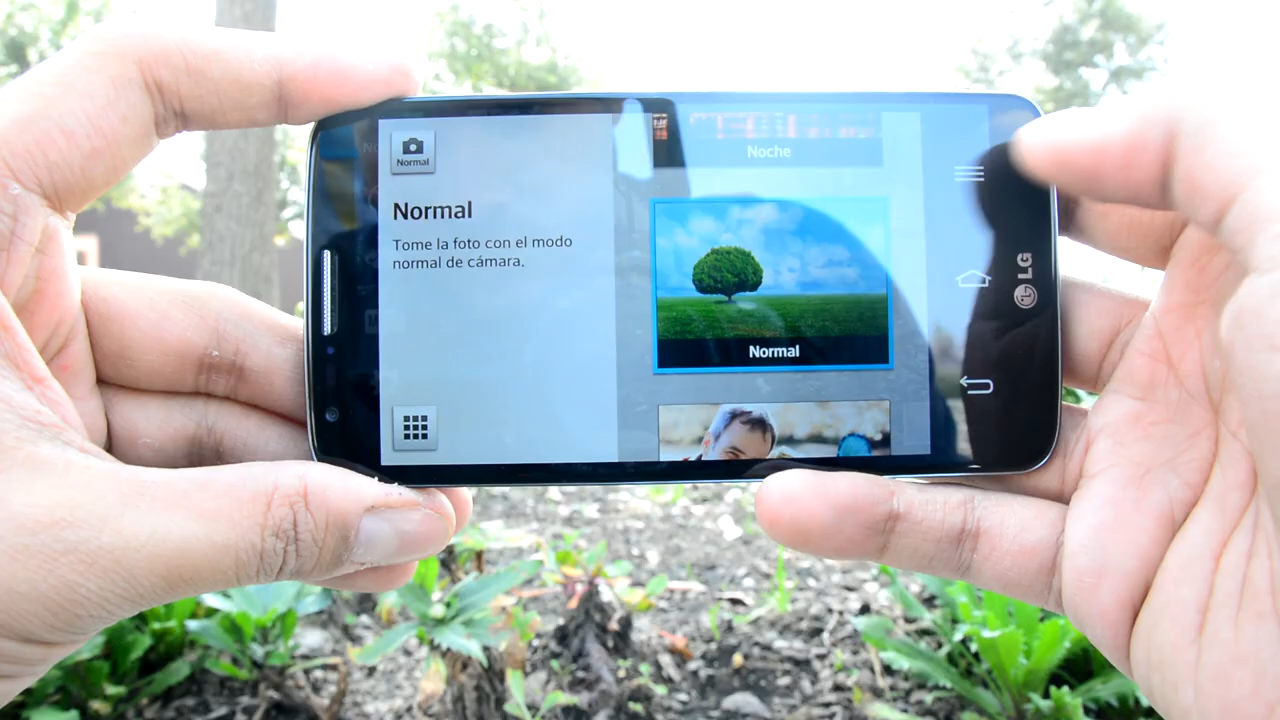 Normal
Normal
Tome la foto con el modo
normal de cámara.
Noche
Normal
LG